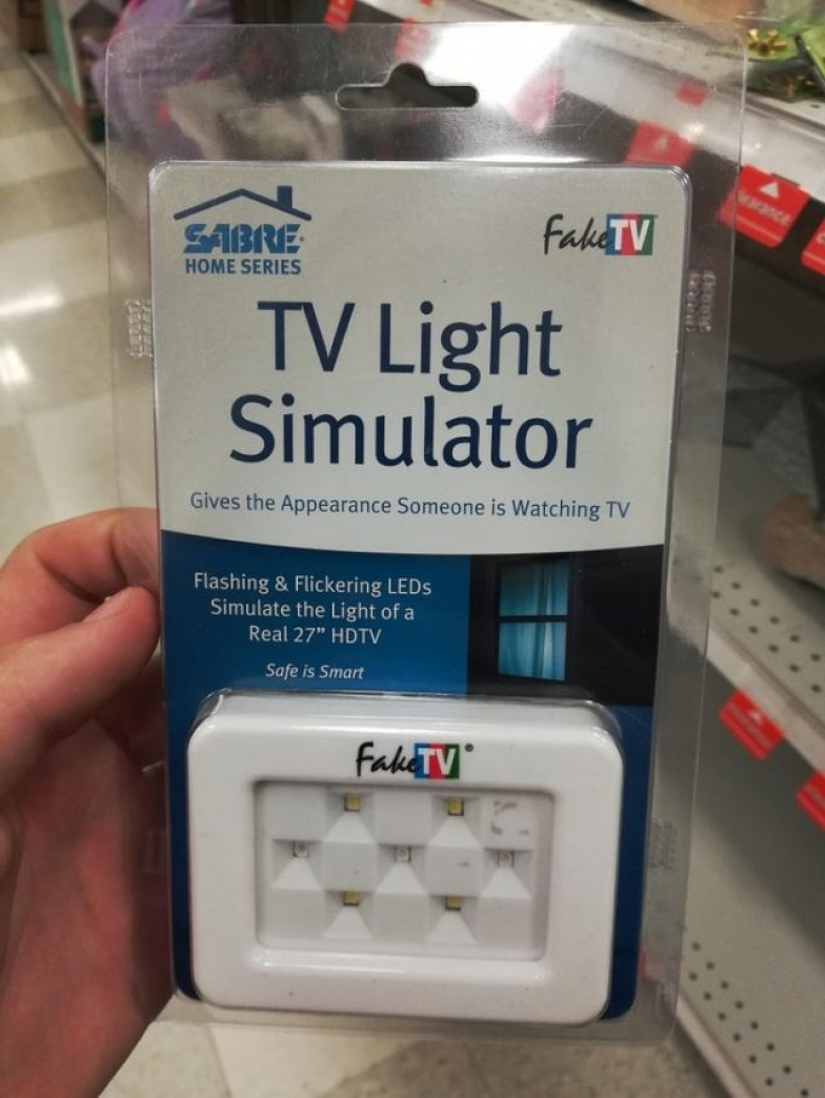 SABRE
HOME SERIES
FakeTV
TV Light
Simulator
Gives the Appearance Someone is Watching TV
Flashing & Flickering LEDs
Simulate the Light of a
Real 27" HDTV
Safe is Smart
FakeTV®
clearance